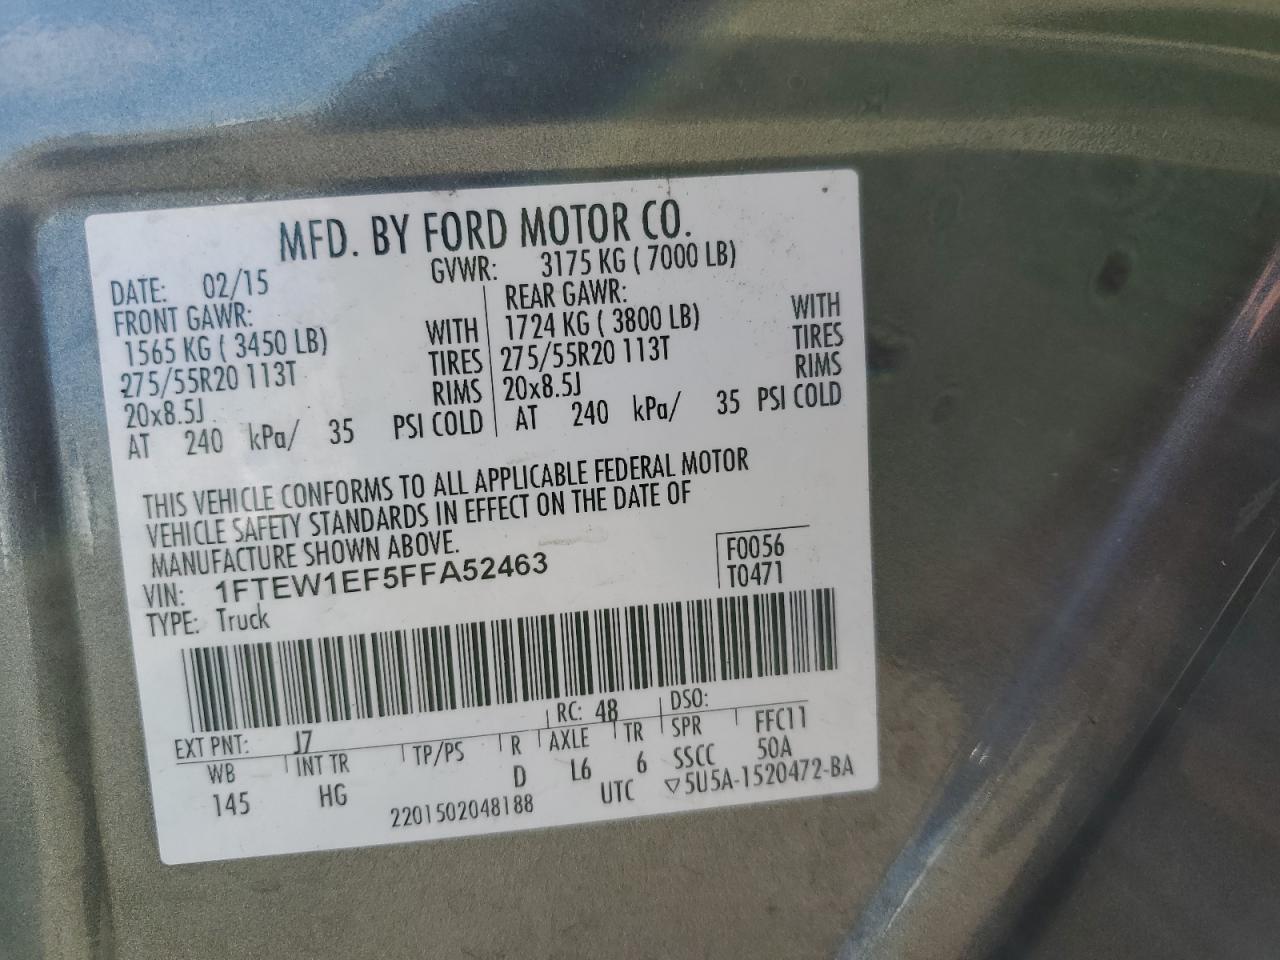 MFD. BY FORD MOTOR CO.
DATE: 02/15 GVWR: 3175 KG ( 7000 LB)
FRONT GAWR: REAR GAWR:
1565 KG ( 3450 LB) WITH 1724 KG ( 3800 LB) WITH
275/55R20 113T TIRES 275/55R20 113T TIRES
20x8.5J RIMS 20x8.5J RIMS
AT 240 kPa/ 35 PSI COLD AT 240 kPa/ 35 PSI COLD
THIS VEHICLE CONFORMS TO ALL APPLICABLE FEDERAL MOTOR
VEHICLE SAFETY STANDARDS IN EFFECT ON THE DATE OF
MANUFACTURE SHOWN ABOVE.
VIN: 1FTEW1EF5FFA52463 F0056
TYPE: Truck T0471
EXT PNT: J7 RC: 48 DSO:
WB INT TR TP/PS R AXLE TR SPR FFC11
145 HG D L6 6 SSCC 50A
2201502048188 UTC ▽5U5A-1520472-BA